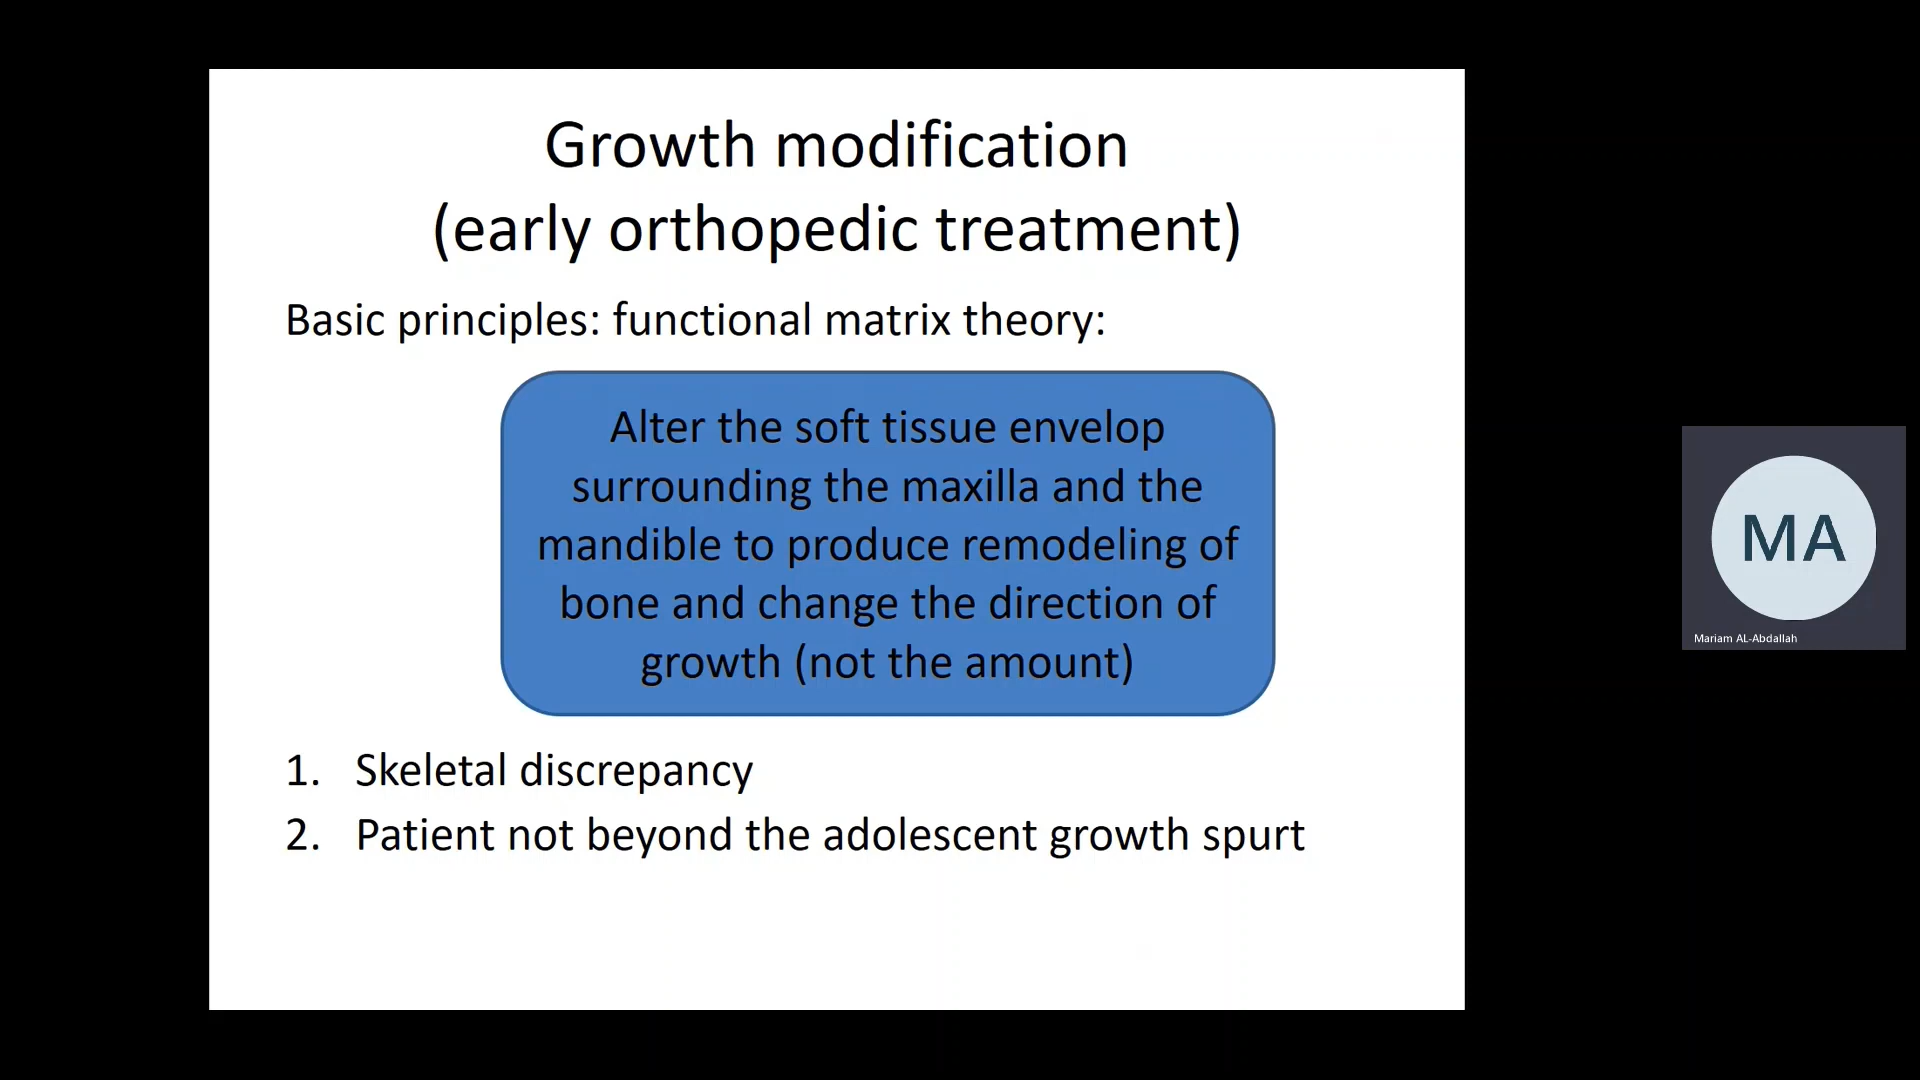 Growth modification
(early orthopedic treatment)
Basic principles: functional matrix theory:
Alter the soft tissue envelop
surrounding the maxilla and the
mandible to produce remodeling of
bone and change the direction of
growth (not the amount)
1. Skeletal discrepancy
2. Patient not beyond the adolescent growth spurt
MA
Mariam AL-Abdallah